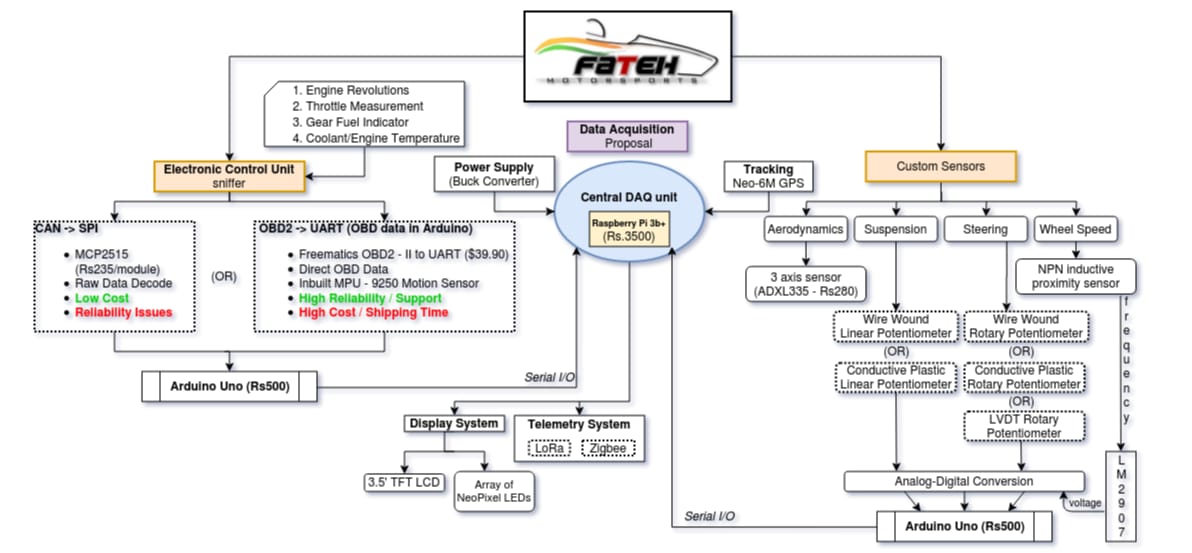 FaTEH
MOTORSPORTS
1. Engine Revolutions
2. Throttle Measurement
3. Gear Fuel Indicator
4. Coolant/Engine Temperature
Data Acquisition
Proposal
Electronic Control Unit
sniffer
Power Supply
(Buck Converter)
Central DAQ unit
Raspberry Pi 3b+
(Rs.3500)
Tracking
Neo-6M GPS
Custom Sensors
CAN -> SPI
MCP2515
(Rs235/module)
Raw Data Decode
Low Cost
Reliability Issues
(OR)
OBD2 -> UART (OBD data in Arduino)
Freematics OBD2 - II to UART ($39.90)
Direct OBD Data
Inbuilt MPU - 9250 Motion Sensor
High Reliability / Support
High Cost / Shipping Time
Arduino Uno (Rs500)
Serial I/O
Aerodynamics
Suspension
Steering
Wheel Speed
3 axis sensor
(ADXL335 - Rs280)
NPN inductive
proximity sensor
frequency
Wire Wound
Linear Potentiometer
(OR)
Conductive Plastic
Linear Potentiometer
Wire Wound
Rotary Potentiometer
(OR)
Conductive Plastic
Rotary Potentiometer
(OR)
LVDT Rotary
Potentiometer
Display System
3.5' TFT LCD
Array of
NeoPixel LEDs
Telemetry System
LoRa
Zigbee
Analog-Digital Conversion
voltage
LM2907
Arduino Uno (Rs500)
Serial I/O